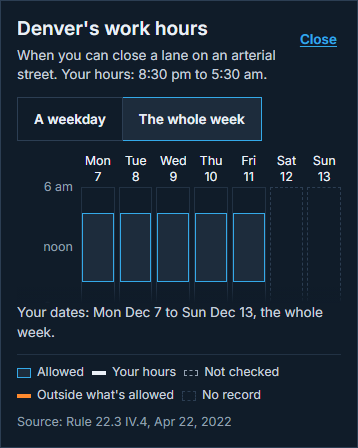 Denver's work hours
Close
When you can close a lane on an arterial
street. Your hours: 8:30 pm to 5:30 am.
A weekday The whole week
Mon Tue Wed Thu Fri Sat Sun
7 8 9 10 11 12 13
6 am
noon
Your dates: Mon Dec 7 to Sun Dec 13, the whole
week.
Allowed Your hours Not checked
Outside what's allowed No record
Source: Rule 22.3 IV.4, Apr 22, 2022